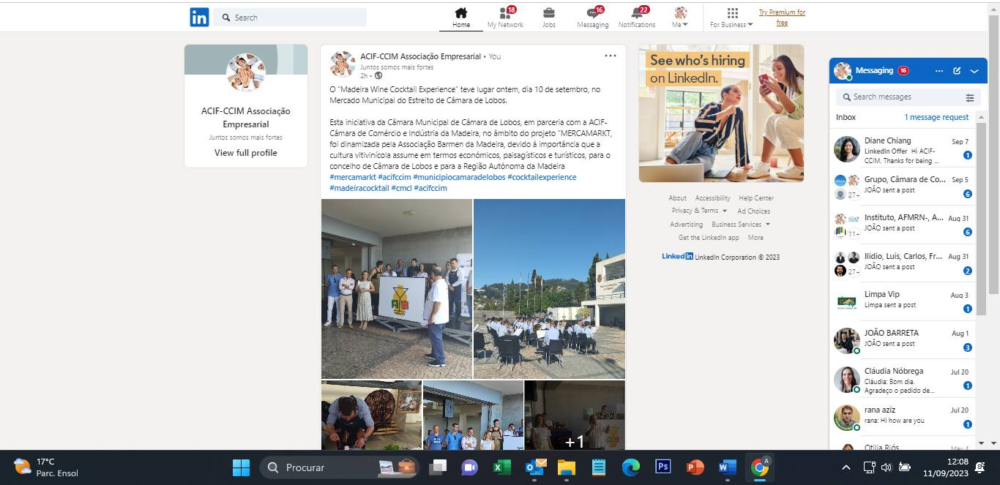 in
Search
18
16
22
Home
My Network
Jobs
Messaging
Notifications
Me
For Business
Try Premium for
free
ACIF-CCIM Associação
Empresarial
Juntos somos mais fortes
View full profile
ACIF-CCIM Associação Empresarial • You
Juntos somos mais fortes
2h •
O "Madeira Wine Cocktail Experience" teve lugar ontem, dia 10 de setembro, no
Mercado Municipal do Estreito de Câmara de Lobos.
Esta iniciativa da Câmara Municipal de Câmara de Lobos, em parceria com a ACIF-
Câmara de Comércio e Indústria da Madeira, no âmbito do projeto "MERCAMARKT,
foi dinamizada pela Associação Barmen da Madeira, devido à importância que a
cultura vitivinícola assume em termos económicos, paisagísticos e turísticos, para o
concelho de Câmara de Lobos e para a Região Autónoma da Madeira
#mercamarkt #acifccim #municipiocamaradelobos #cocktailexperience
#madeiracocktail #cmcl #acifccim
+1
See who's hiring
on LinkedIn.
About Accessibility Help Center
Privacy & Terms Ad Choices
Advertising Business Services
Get the LinkedIn app More
LinkedIn LinkedIn Corporation © 2023
Messaging 16
Search messages
Inbox 1 message request
Diane Chiang Sep 7
LinkedIn Offer Hi ACIF-
CCIM, Thanks for being ... 1
Grupo, Câmara de Co... Sep 5
JOÃO sent a post
27+ 6
Instituto, AFMRN-, A... Aug 31
JOÃO sent a post
11+ 6
Ilídio, Luís, Carlos, Fr... Aug 31
JOÃO sent a post
27+ 2
Limpa Vip Aug 3
Limpa sent a post 1
JOÃO BARRETA Aug 1
JOÃO sent a post 3
Cláudia Nóbrega Jul 20
Cláudia: Bom dia.
Agradeço o pedido de... 1
rana aziz Jul 20
rana: Hi how are you 1
Otilia Riós May 4
17°C
Parc. Ensol
Procurar
Ps
A
12:08
11/09/2023